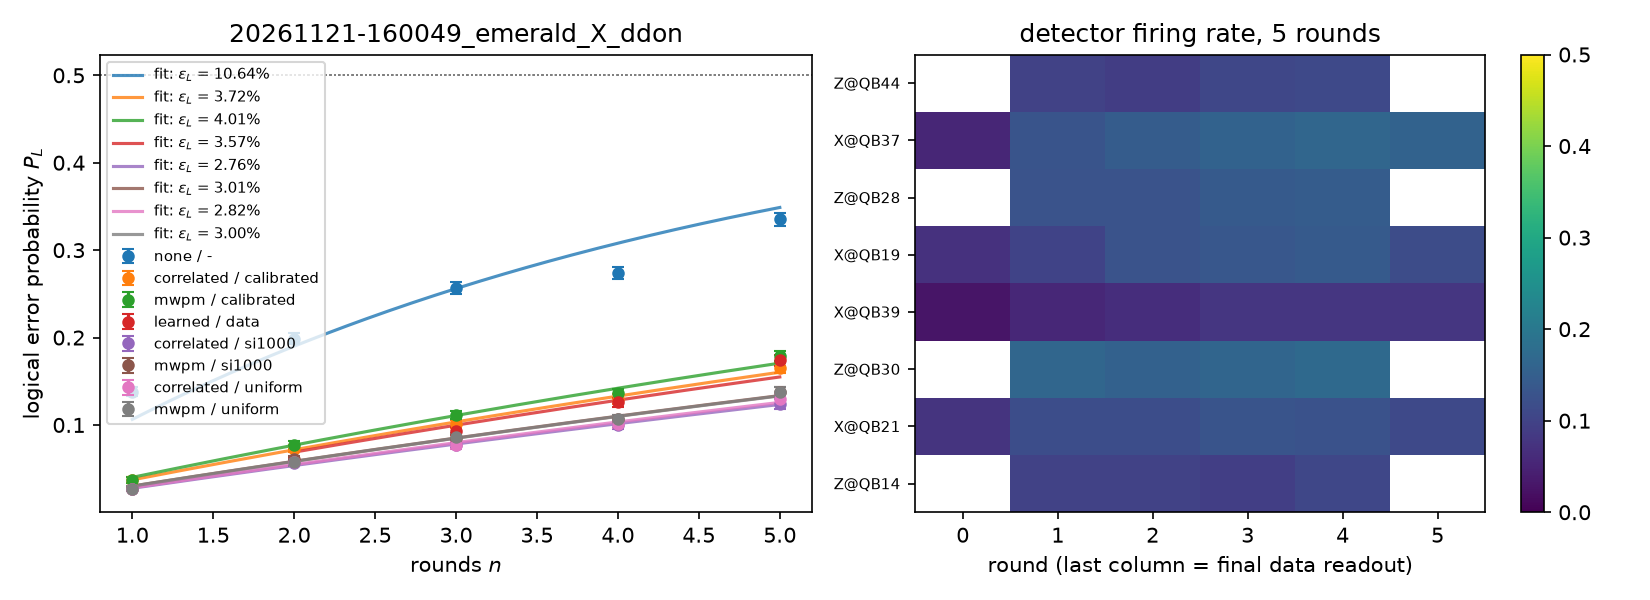 20261121-160049_emerald_X_ddon
logical error probability P_L
0.5
0.4
0.3
0.2
0.1
fit: ε_L = 10.64%
fit: ε_L = 3.72%
fit: ε_L = 4.01%
fit: ε_L = 3.57%
fit: ε_L = 2.76%
fit: ε_L = 3.01%
fit: ε_L = 2.82%
fit: ε_L = 3.00%
none / -
correlated / calibrated
mwpm / calibrated
learned / data
correlated / si1000
mwpm / si1000
correlated / uniform
mwpm / uniform
1.0 1.5 2.0 2.5 3.0 3.5 4.0 4.5 5.0
rounds n
detector firing rate, 5 rounds
Z@QB44
X@QB37
Z@QB28
X@QB19
X@QB39
Z@QB30
X@QB21
Z@QB14
0 1 2 3 4 5
round (last column = final data readout)
0.5
0.4
0.3
0.2
0.1
0.0